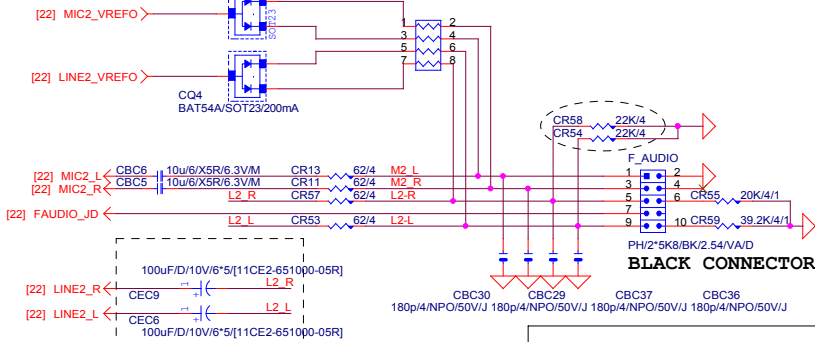 [22] MIC2_VREFO
SOT23
1 2
3 4
5 6
7 8
[22] LINE2_VREFO
CQ4
BAT54A/SOT23/200mA
CR58 22K/4
CR54 22K/4
F_AUDIO
[22] MIC2_L CBC6 10u/6/X5R/6.3V/M CR13 62/4 M2_L 1 2
[22] MIC2_R CBC5 10u/6/X5R/6.3V/M CR11 62/4 M2_R 3 4
L2_R CR57 62/4 L2-R 5 6 CR55 20K/4/1
[22] FAUDIO_JD 7
L2_L CR53 62/4 L2-L 9 10 CR59 39.2K/4/1
PH/2*5K8/BK/2.54/VA/D
BLACK CONNECTOR
100uF/D/10V/6*5/[11CE2-651000-05R]
[22] LINE2_R 1 + L2_R
CEC9
[22] LINE2_L 1 + L2_L
CEC6
100uF/D/10V/6*5/[11CE2-651000-05R]
CBC30 CBC29 CBC37 CBC36
180p/4/NPO/50V/J 180p/4/NPO/50V/J 180p/4/NPO/50V/J 180p/4/NPO/50V/J